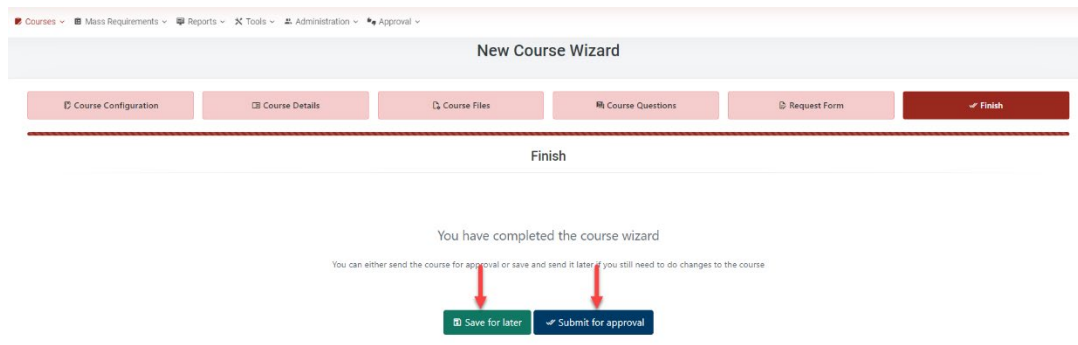 Courses Mass Requirements Reports Tools Administration Approval
New Course Wizard
Course Configuration Course Details Course Files Course Questions Request Form Finish
Finish
You have completed the course wizard
You can either send the course for approval or save and send it later if you still need to do changes to the course
Save for later Submit for approval